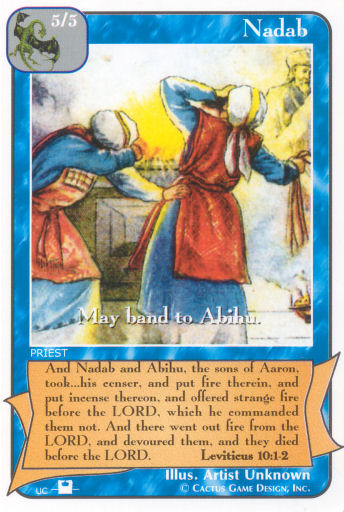 5/5
Nadab
May band to Abihu.
PRIEST
And Nadab and Abihu, the sons of Aaron,
took...his censer, and put fire therein, and
put incense thereon, and offered strange fire
before the LORD, which he commanded
them not. And there went out fire from the
LORD, and devoured them, and they died
before the LORD. Leviticus 10:1-2
Illus. Artist Unknown
UC © CACTUS GAME DESIGN, INC.